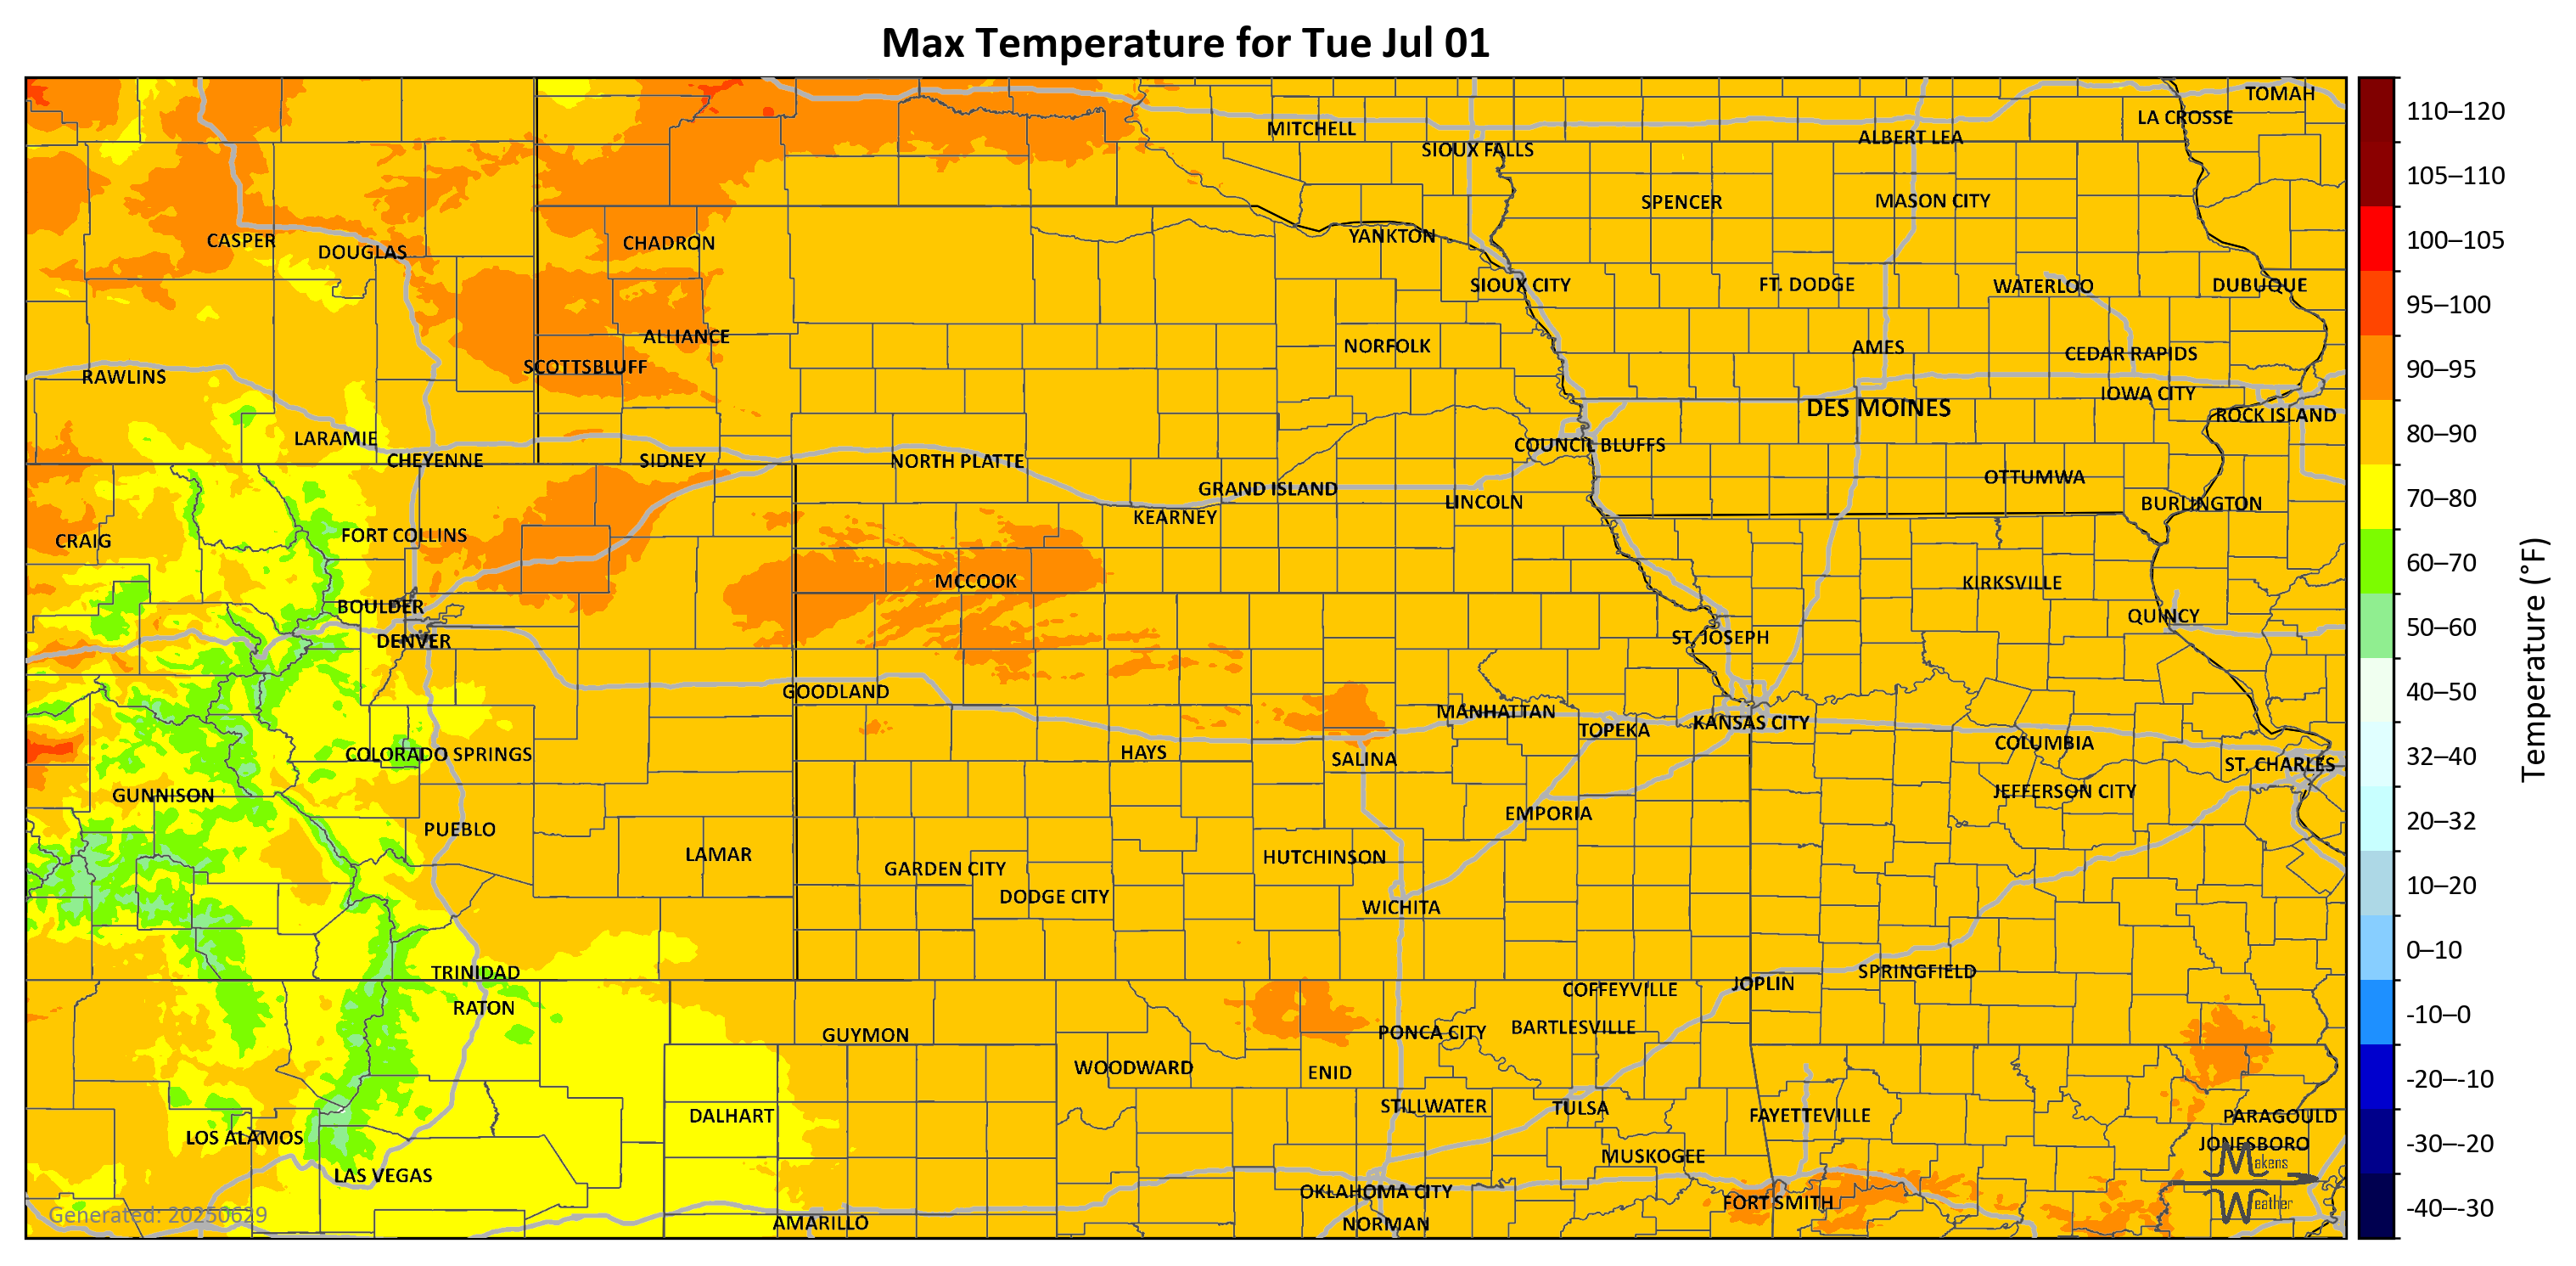 Max Temperature for Tue Jul 01
TOMAH
LA CROSSE
MITCHELL
ALBERT LEA
SIOUX FALLS
SPENCER
MASON CITY
CASPER
DOUGLAS
CHADRON
YANKTON
SIOUX CITY
FT. DODGE
WATERLOO
DUBUQUE
ALLIANCE
NORFOLK
AMES
CEDAR RAPIDS
SCOTTSBLUFF
RAWLINS
IOWA CITY
DES MOINES
ROCK ISLAND
LARAMIE
COUNCIL BLUFFS
CHEYENNE
SIDNEY
NORTH PLATTE
OTTUMWA
GRAND ISLAND
LINCOLN
BURLINGTON
KEARNEY
FORT COLLINS
CRAIG
MCCOOK
KIRKSVILLE
BOULDER
QUINCY
DENVER
ST. JOSEPH
GOODLAND
MANHATTAN
TOPEKA
KANSAS CITY
COLUMBIA
COLORADO SPRINGS
HAYS
SALINA
ST. CHARLES
GUNNISON
JEFFERSON CITY
EMPORIA
PUEBLO
LAMAR
HUTCHINSON
GARDEN CITY
DODGE CITY
WICHITA
TRINIDAD
SPRINGFIELD
JOPLIN
COFFEYVILLE
RATON
BARTLESVILLE
GUYMON
PONCA CITY
WOODWARD
ENID
STILLWATER
TULSA
DALHART
FAYETTEVILLE
PARAGOULD
LOS ALAMOS
JONESBORO
MUSKOGEE
LAS VEGAS
OKLAHOMA CITY
FORT SMITH
AMARILLO
NORMAN
Generated: 20250629
Makens
Weather
110–120
105–110
100–105
95–100
90–95
80–90
70–80
60–70
50–60
40–50
32–40
20–32
10–20
0–10
-10–0
-20–-10
-30–-20
-40–-30
Temperature (°F)